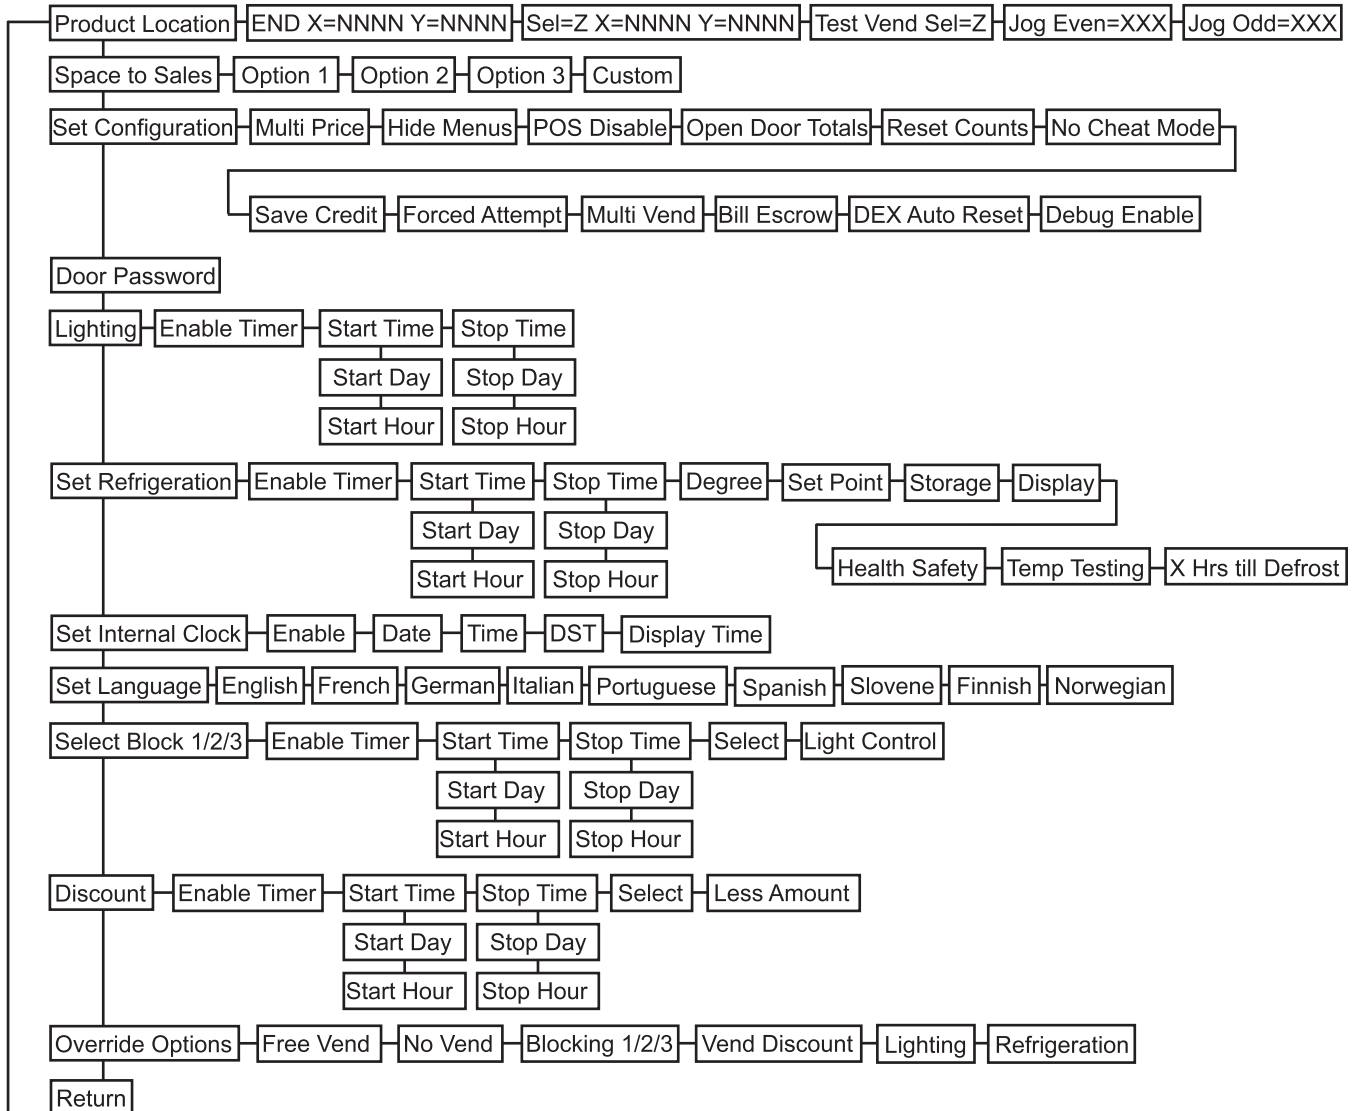 Product Location END X=NNNN Y=NNNN Sel=Z X=NNNN Y=NNNN Test Vend Sel=Z Jog Even=XXX Jog Odd=XXX
Space to Sales Option 1 Option 2 Option 3 Custom
Set Configuration Multi Price Hide Menus POS Disable Open Door Totals Reset Counts No Cheat Mode
Save Credit Forced Attempt Multi Vend Bill Escrow DEX Auto Reset Debug Enable
Door Password
Lighting Enable Timer Start Time Stop Time
Start Day Stop Day
Start Hour Stop Hour
Set Refrigeration Enable Timer Start Time Stop Time Degree Set Point Storage Display
Start Day Stop Day
Health Safety Temp Testing X Hrs till Defrost
Start Hour Stop Hour
Set Internal Clock Enable Date Time DST Display Time
Set Language English French German Italian Portuguese Spanish Slovene Finnish Norwegian
Select Block 1/2/3 Enable Timer Start Time Stop Time Select Light Control
Start Day Stop Day
Start Hour Stop Hour
Discount Enable Timer Start Time Stop Time Select Less Amount
Start Day Stop Day
Start Hour Stop Hour
Override Options Free Vend No Vend Blocking 1/2/3 Vend Discount Lighting Refrigeration
Return